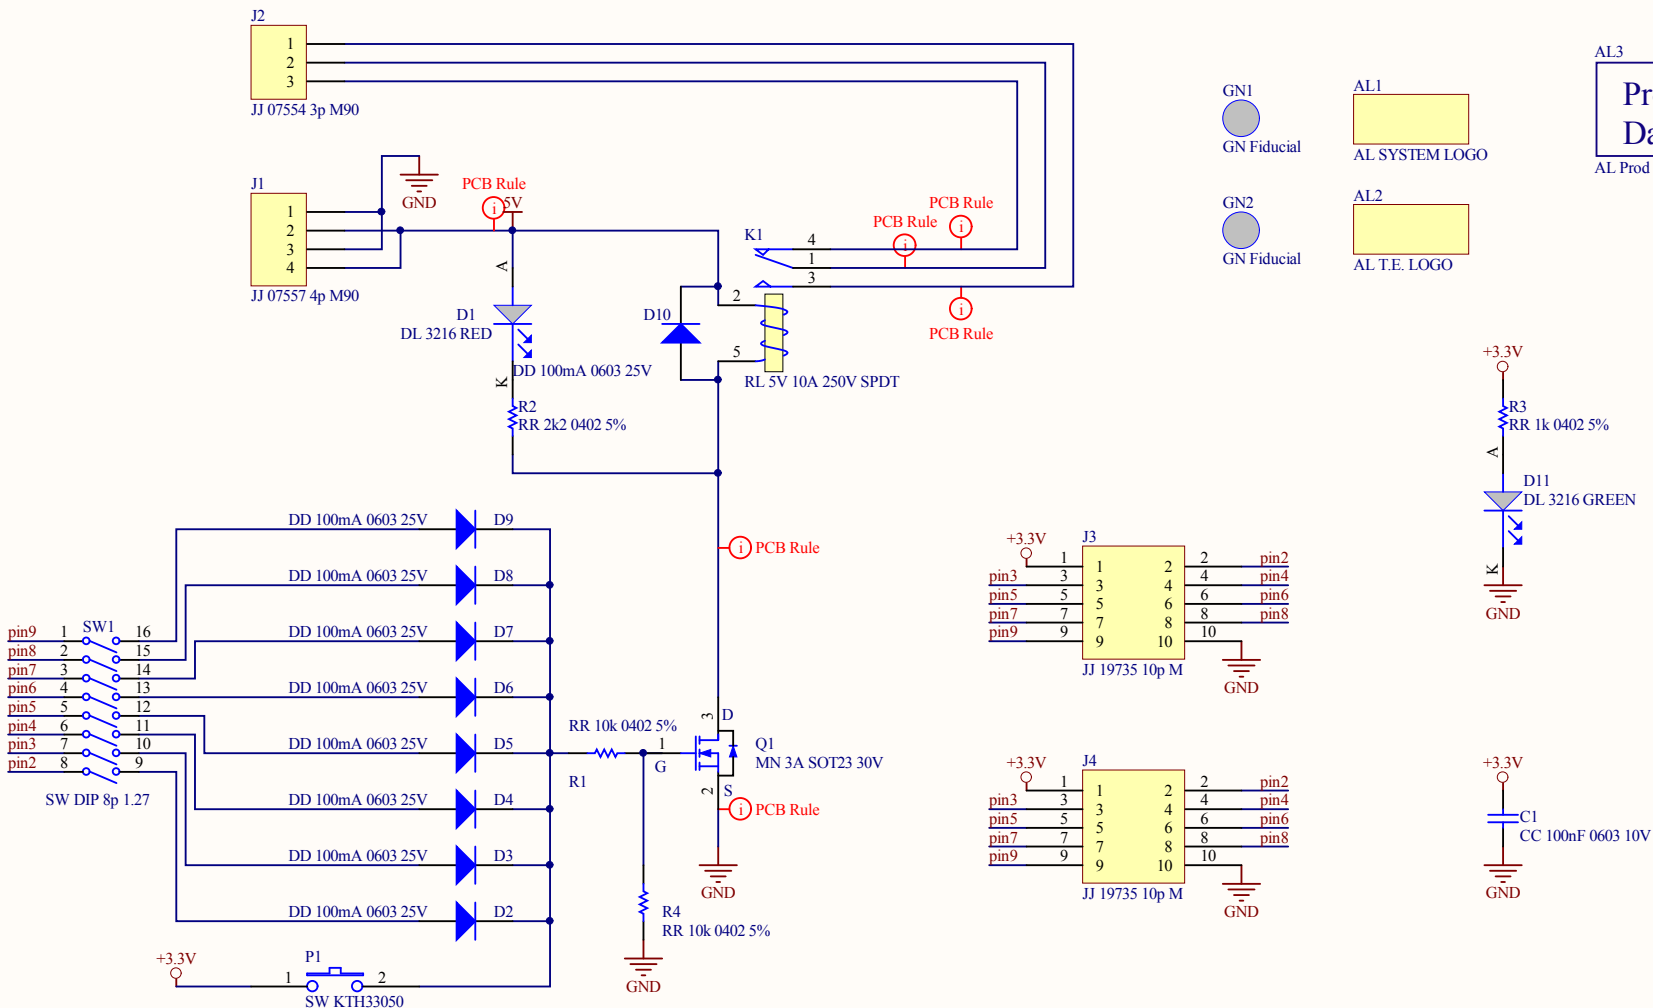 J2
1
2
3
JJ 07554 3p M90
J1
1
2
3
4
JJ 07557 4p M90
GND
PCB Rule
i
5V
A
D1
DL 3216 RED
K
R2
RR 2k2 0402 5%
D10
DD 100mA 0603 25V
K1
4
1
3
2
5
RL 5V 10A 250V SPDT
PCB Rule
i
PCB Rule
i
i
PCB Rule
GN1
GN Fiducial
GN2
GN Fiducial
AL1
AL SYSTEM LOGO
AL2
AL T.E. LOGO
AL3
Pr
Da
AL Prod
+3.3V
R3
RR 1k 0402 5%
A
D11
DL 3216 GREEN
K
GND
i PCB Rule
DD 100mA 0603 25V D9
DD 100mA 0603 25V D8
DD 100mA 0603 25V D7
DD 100mA 0603 25V D6
DD 100mA 0603 25V D5
DD 100mA 0603 25V D4
DD 100mA 0603 25V D3
DD 100mA 0603 25V D2
SW1
pin9 1 16
pin8 2 15
pin7 3 14
pin6 4 13
pin5 5 12
pin4 6 11
pin3 7 10
pin2 8 9
SW DIP 8p 1.27
RR 10k 0402 5%
R1
1
G
3 D
Q1
MN 3A SOT23 30V
2 S
i PCB Rule
GND
R4
RR 10k 0402 5%
GND
+3.3V
P1
1 2
SW KTH33050
J3
+3.3V
1 1 2 2 pin2
pin3 3 3 4 4 pin4
pin5 5 5 6 6 pin6
pin7 7 7 8 8 pin8
pin9 9 9 10 10
JJ 19735 10p M
GND
J4
+3.3V
1 1 2 2 pin2
pin3 3 3 4 4 pin4
pin5 5 5 6 6 pin6
pin7 7 7 8 8 pin8
pin9 9 9 10 10
JJ 19735 10p M
GND
+3.3V
C1
CC 100nF 0603 10V
GND